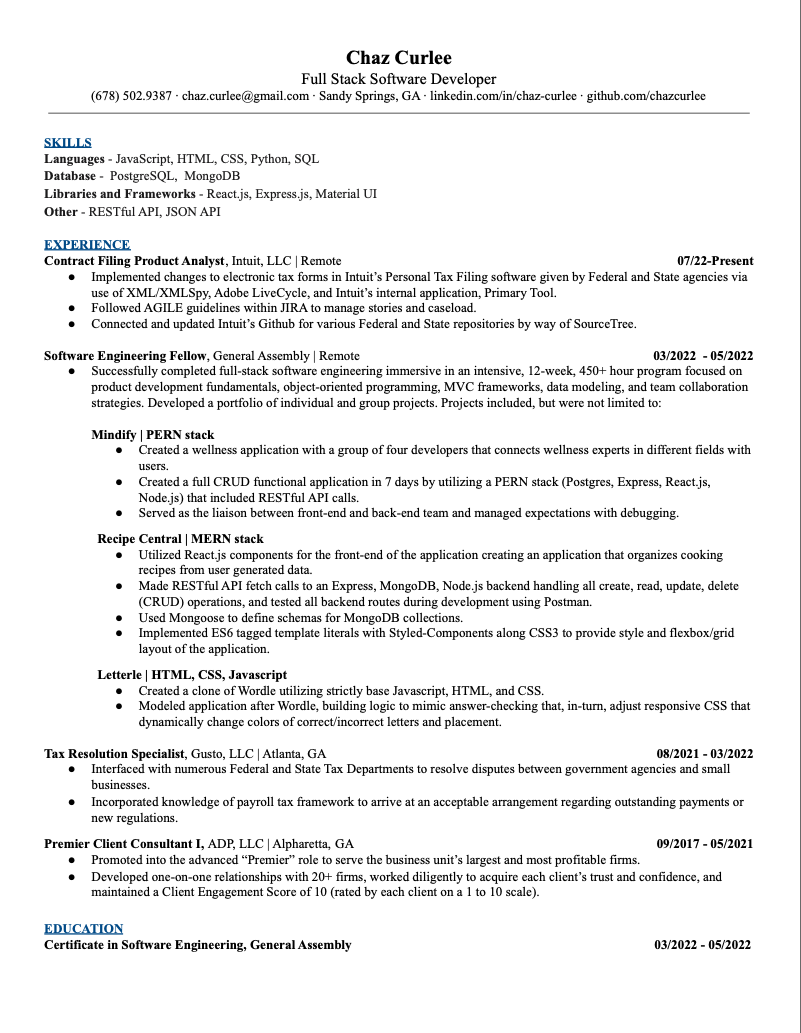 Chaz Curlee
Full Stack Software Developer
(678) 502.9387 · chaz.curlee@gmail.com · Sandy Springs, GA · linkedin.com/in/chaz-curlee · github.com/chazcurlee
SKILLS
Languages - JavaScript, HTML, CSS, Python, SQL
Database -  PostgreSQL,  MongoDB
Libraries and Frameworks - React.js, Express.js, Material UI
Other - RESTful API, JSON API
EXPERIENCE
Contract Filing Product Analyst, Intuit, LLC | Remote 07/22-Present
● Implemented changes to electronic tax forms in Intuit’s Personal Tax Filing software given by Federal and State agencies via
use of XML/XMLSpy, Adobe LiveCycle, and Intuit’s internal application, Primary Tool.
● Followed AGILE guidelines within JIRA to manage stories and caseload.
● Connected and updated Intuit’s Github for various Federal and State repositories by way of SourceTree.
Software Engineering Fellow, General Assembly | Remote 03/2022  - 05/2022
● Successfully completed full-stack software engineering immersive in an intensive, 12-week, 450+ hour program focused on
product development fundamentals, object-oriented programming, MVC frameworks, data modeling, and team collaboration
strategies. Developed a portfolio of individual and group projects. Projects included, but were not limited to:
Mindify | PERN stack
● Created a wellness application with a group of four developers that connects wellness experts in different fields with
users.
● Created a full CRUD functional application in 7 days by utilizing a PERN stack (Postgres, Express, React.js,
Node.js) that included RESTful API calls.
● Served as the liaison between front-end and back-end team and managed expectations with debugging.
Recipe Central | MERN stack
● Utilized React.js components for the front-end of the application creating an application that organizes cooking
recipes from user generated data.
● Made RESTful API fetch calls to an Express, MongoDB, Node.js backend handling all create, read, update, delete
(CRUD) operations, and tested all backend routes during development using Postman.
● Used Mongoose to define schemas for MongoDB collections.
● Implemented ES6 tagged template literals with Styled-Components along CSS3 to provide style and flexbox/grid
layout of the application.
Letterle | HTML, CSS, Javascript
● Created a clone of Wordle utilizing strictly base Javascript, HTML, and CSS.
● Modeled application after Wordle, building logic to mimic answer-checking that, in-turn, adjust responsive CSS that
dynamically change colors of correct/incorrect letters and placement.
Tax Resolution Specialist, Gusto, LLC | Atlanta, GA 08/2021 - 03/2022
● Interfaced with numerous Federal and State Tax Departments to resolve disputes between government agencies and small
businesses.
● Incorporated knowledge of payroll tax framework to arrive at an acceptable arrangement regarding outstanding payments or
new regulations.
Premier Client Consultant I, ADP, LLC | Alpharetta, GA 09/2017 - 05/2021
● Promoted into the advanced “Premier” role to serve the business unit’s largest and most profitable firms.
● Developed one-on-one relationships with 20+ firms, worked diligently to acquire each client’s trust and confidence, and
maintained a Client Engagement Score of 10 (rated by each client on a 1 to 10 scale).
EDUCATION
Certificate in Software Engineering, General Assembly 03/2022 - 05/2022